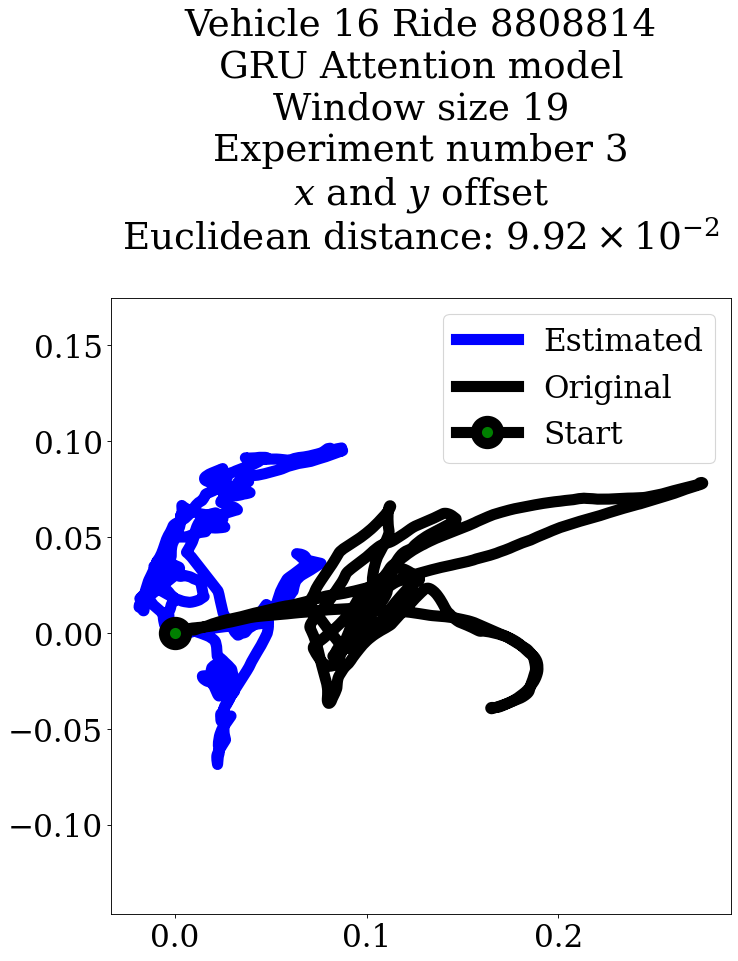 Vehicle 16 Ride 8808814
GRU Attention model
Window size 19
Experiment number 3
x and y offset
Euclidean distance: 9.92 × 10⁻²
Estimated
Original
Start
0.15
0.10
0.05
0.00
−0.05
−0.10
0.0 0.1 0.2